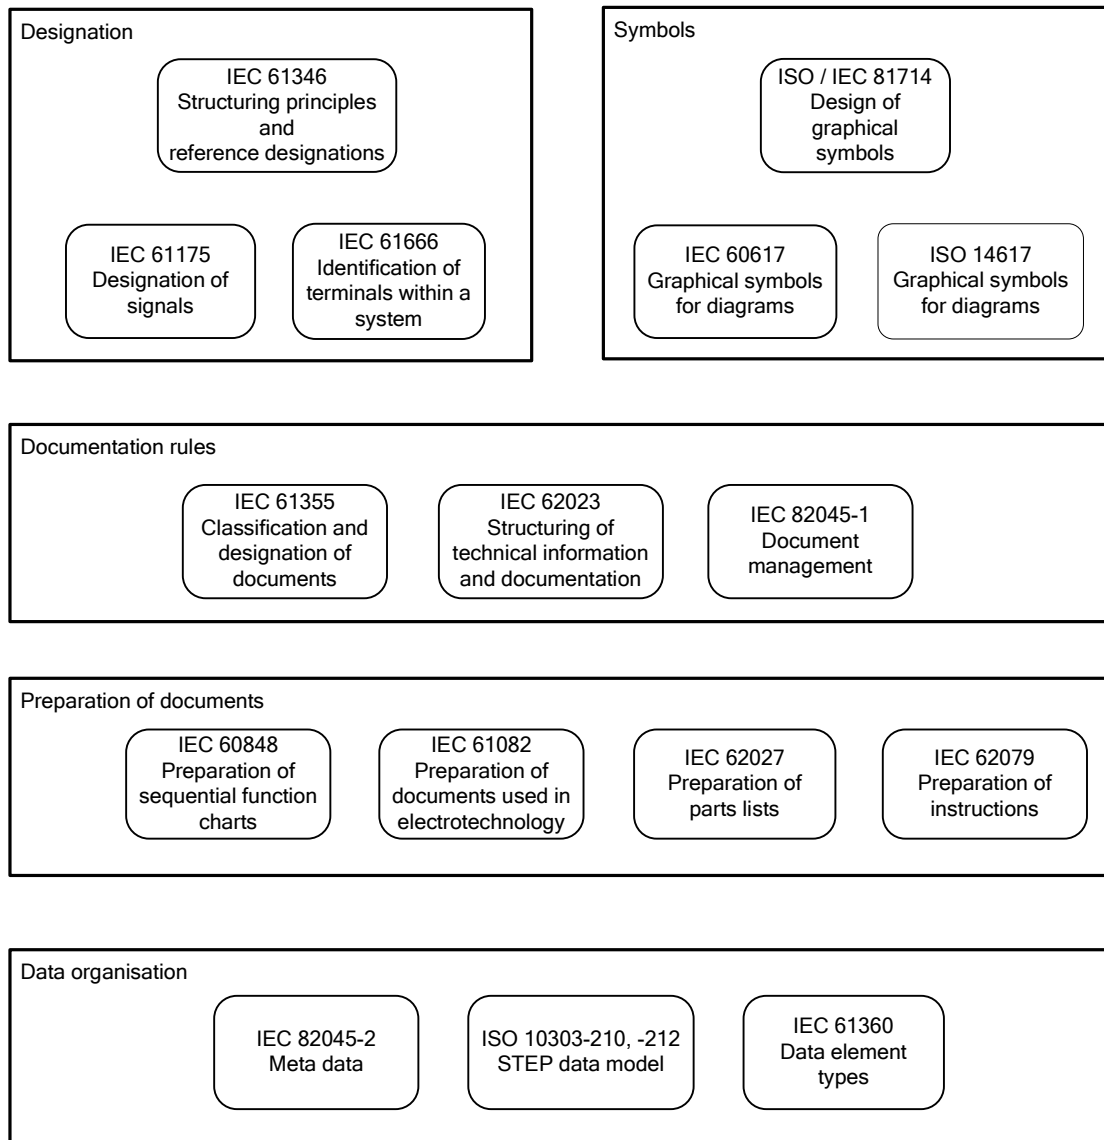 Designation
IEC 61346
Structuring principles
and
reference designations
IEC 61175
Designation of
signals
IEC 61666
Identification of
terminals within a
system
Symbols
ISO / IEC 81714
Design of
graphical
symbols
IEC 60617
Graphical symbols
for diagrams
ISO 14617
Graphical symbols
for diagrams
Documentation rules
IEC 61355
Classification and
designation of
documents
IEC 62023
Structuring of
technical information
and documentation
IEC 82045-1
Document
management
Preparation of documents
IEC 60848
Preparation of
sequential function
charts
IEC 61082
Preparation of
documents used in
electrotechnology
IEC 62027
Preparation of
parts lists
IEC 62079
Preparation of
instructions
Data organisation
IEC 82045-2
Meta data
ISO 10303-210, -212
STEP data model
IEC 61360
Data element
types